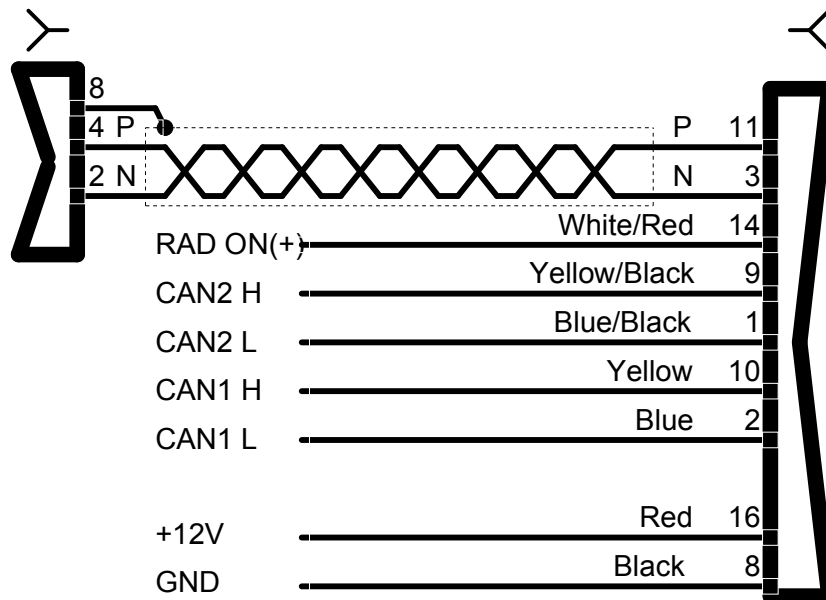 8
4 P P 11
2 N N 3
RAD ON(+) White/Red 14
CAN2 H Yellow/Black 9
CAN2 L Blue/Black 1
CAN1 H Yellow 10
CAN1 L Blue 2
+12V Red 16
GND Black 8